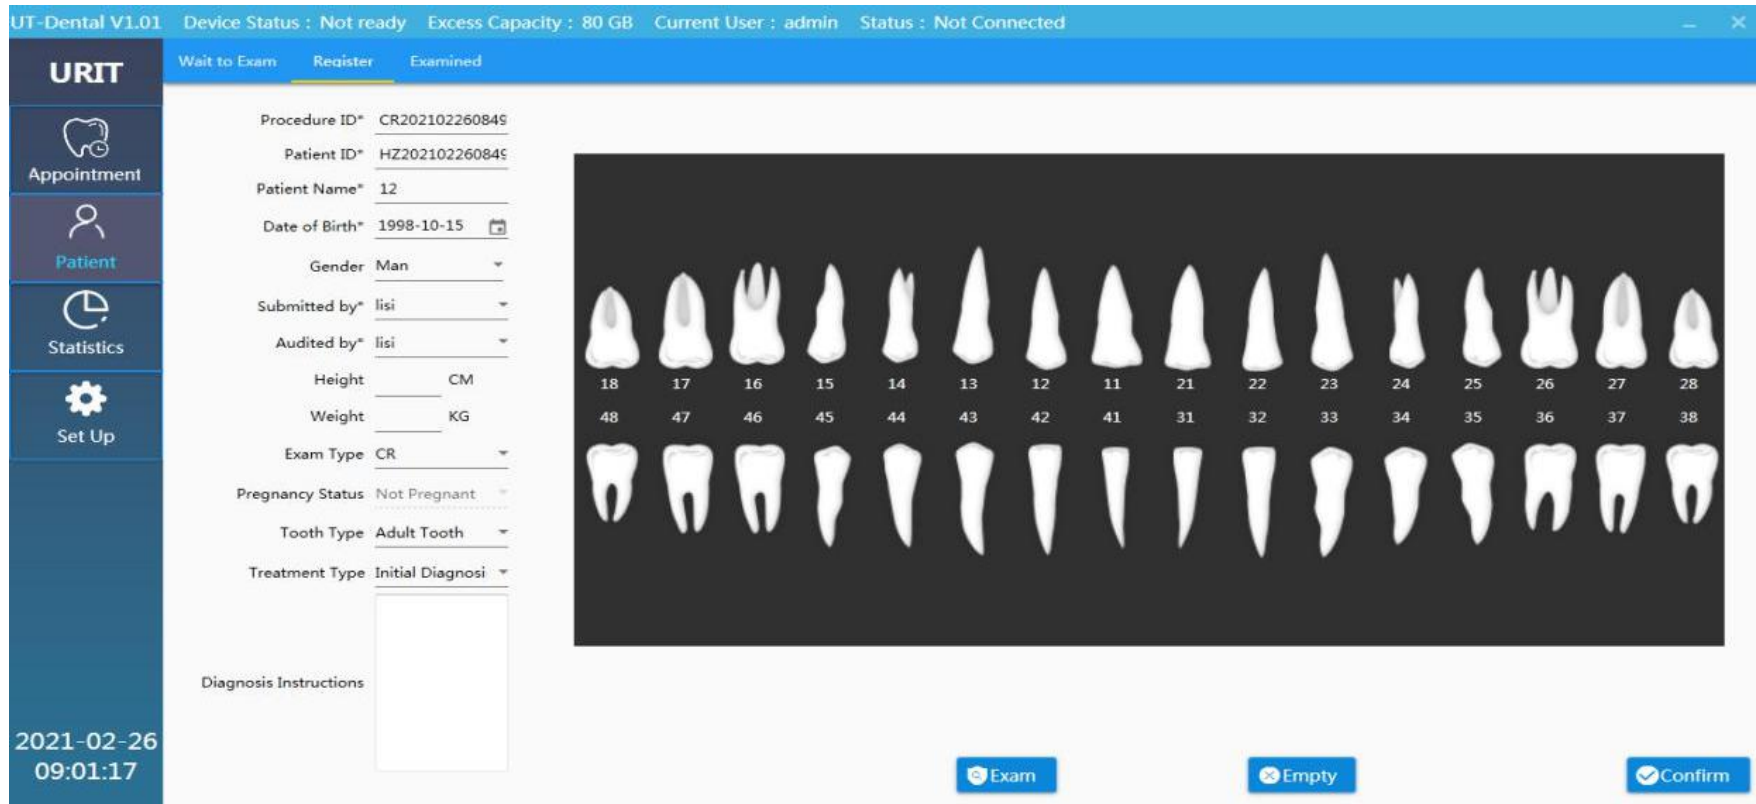 UT-Dental V1.01 Device Status : Not ready Excess Capacity : 80 GB Current User : admin Status : Not Connected
URIT
Wait to Exam Register Examined
Appointment
Patient
Statistics
Set Up
2021-02-26
09:01:17
Procedure ID* CR202102260849
Patient ID* HZ202102260849
Patient Name* 12
Date of Birth* 1998-10-15
Gender Man
Submitted by* lisi
Audited by* lisi
Height CM
Weight KG
Exam Type CR
Pregnancy Status Not Pregnant
Tooth Type Adult Tooth
Treatment Type Initial Diagnosi
Diagnosis Instructions
18 17 16 15 14 13 12 11 21 22 23 24 25 26 27 28
48 47 46 45 44 43 42 41 31 32 33 34 35 36 37 38
Exam Empty Confirm